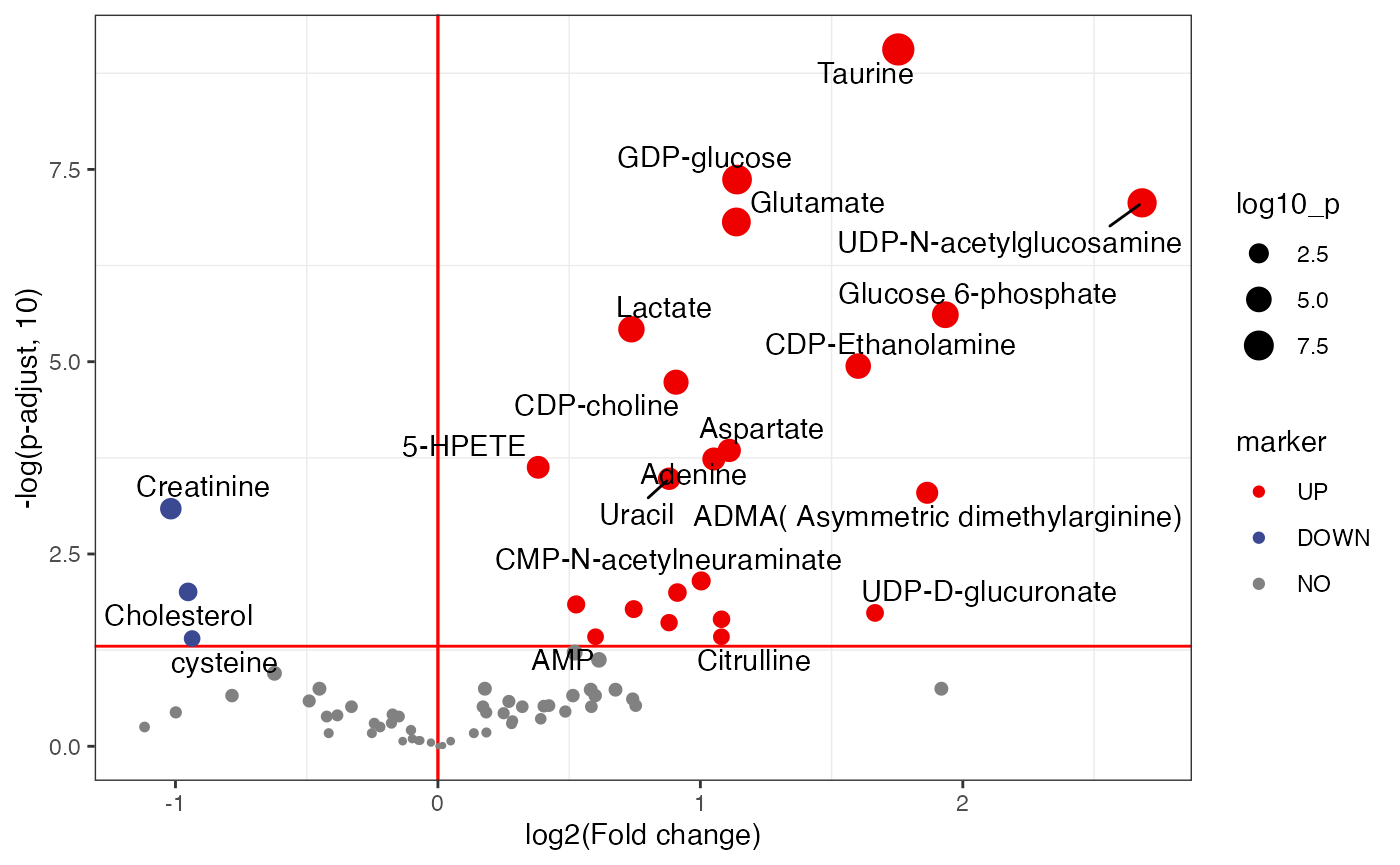 Taurine
GDP-glucose
Glutamate
UDP-N-acetylglucosamine
Glucose 6-phosphate
Lactate
CDP-Ethanolamine
CDP-choline
Aspartate
5-HPETE
Adenine
Creatinine
Uracil
ADMA( Asymmetric dimethylarginine)
CMP-N-acetylneuraminate
UDP-D-glucuronate
Cholesterol
cysteine
AMP
Citrulline
7.5
5.0
2.5
0.0
-log(p-adjust, 10)
-1
0
1
2
log2(Fold change)
log10_p
2.5
5.0
7.5
marker
UP
DOWN
NO